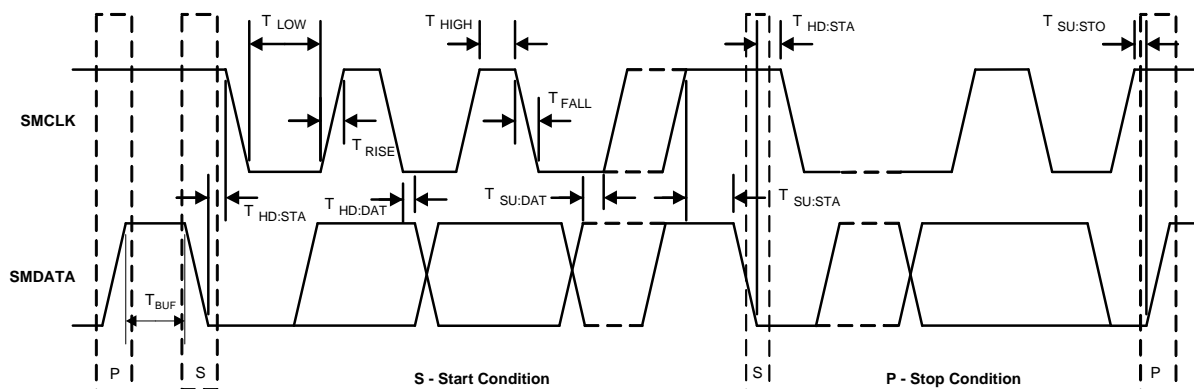 T LOW
T HIGH
T HD:STA
T SU:STO
SMCLK
T FALL
T RISE
T HD:STA
T HD:DAT
T SU:DAT
T SU:STA
SMDATA
T BUF
P
S
S - Start Condition
S
P - Stop Condition
P